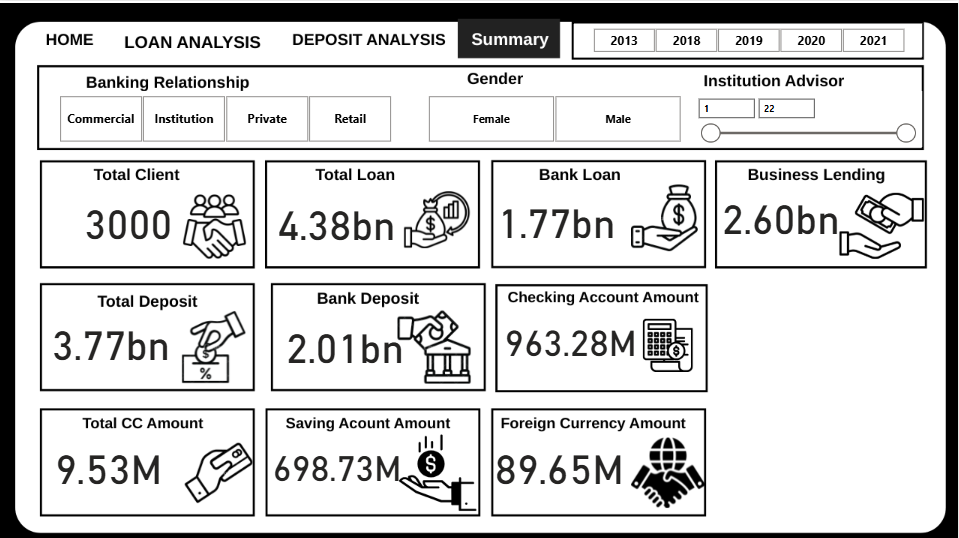 HOME LOAN ANALYSIS DEPOSIT ANALYSIS Summary 2013 2018 2019 2020 2021
Banking Relationship Gender Institution Advisor
Commercial Institution Private Retail Female Male 1 22
Total Client Total Loan Bank Loan Business Lending
3000 4.38bn 1.77bn 2.60bn
Total Deposit Bank Deposit Checking Account Amount
3.77bn 2.01bn 963.28M
Total CC Amount Saving Acount Amount Foreign Currency Amount
9.53M 698.73M 89.65M